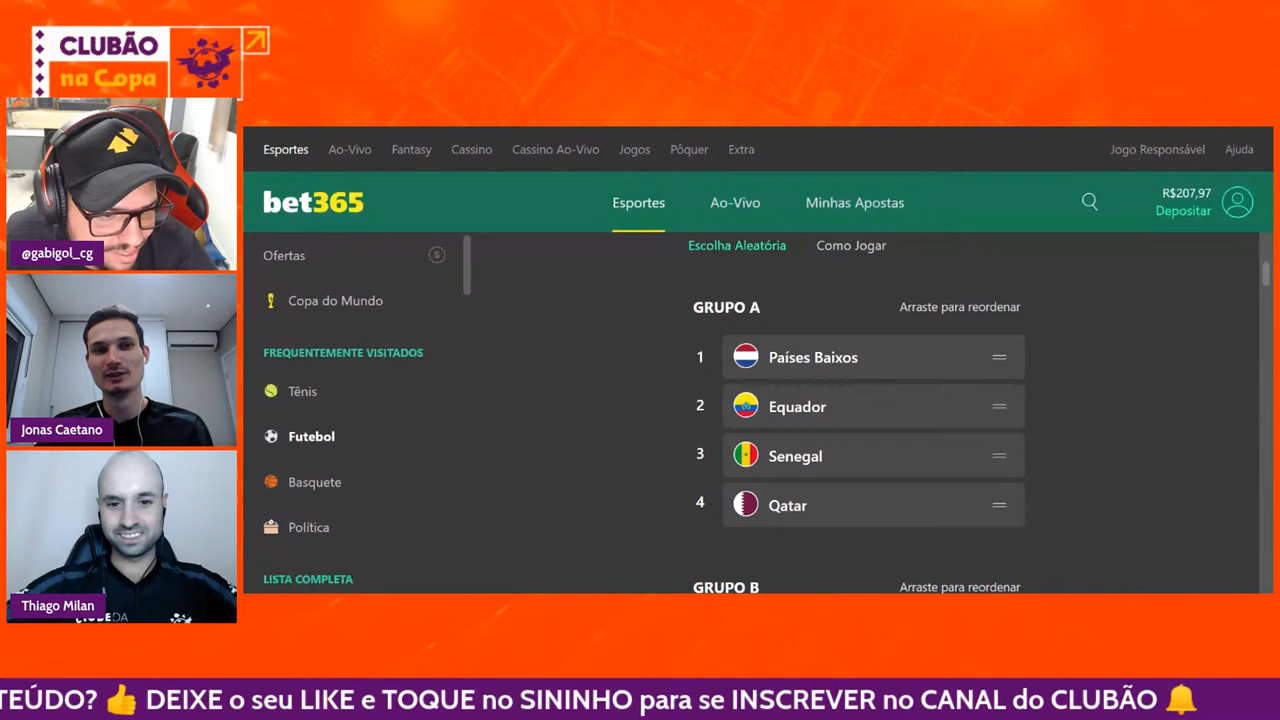 CLUBÃO
na Copa
@gabigol_cg
Jonas Caetano
Thiago Milan
Esportes Ao-Vivo Fantasy Cassino Cassino Ao-Vivo Jogos Pôquer Extra Jogo Responsável Ajuda
bet365 Esportes Ao-Vivo Minhas Apostas R$207,97
Depositar
Ofertas
Copa do Mundo
FREQUENTEMENTE VISITADOS
Tênis
Futebol
Basquete
Política
LISTA COMPLETA
Escolha Aleatória Como Jogar
GRUPO A Arraste para reordenar
1 Países Baixos
2 Equador
3 Senegal
4 Qatar
GRUPO B Arraste para reordenar
TEÚDO? 👍 DEIXE o seu LIKE e TOQUE no SININHO para se INSCREVER no CANAL do CLUBÃO 🔔